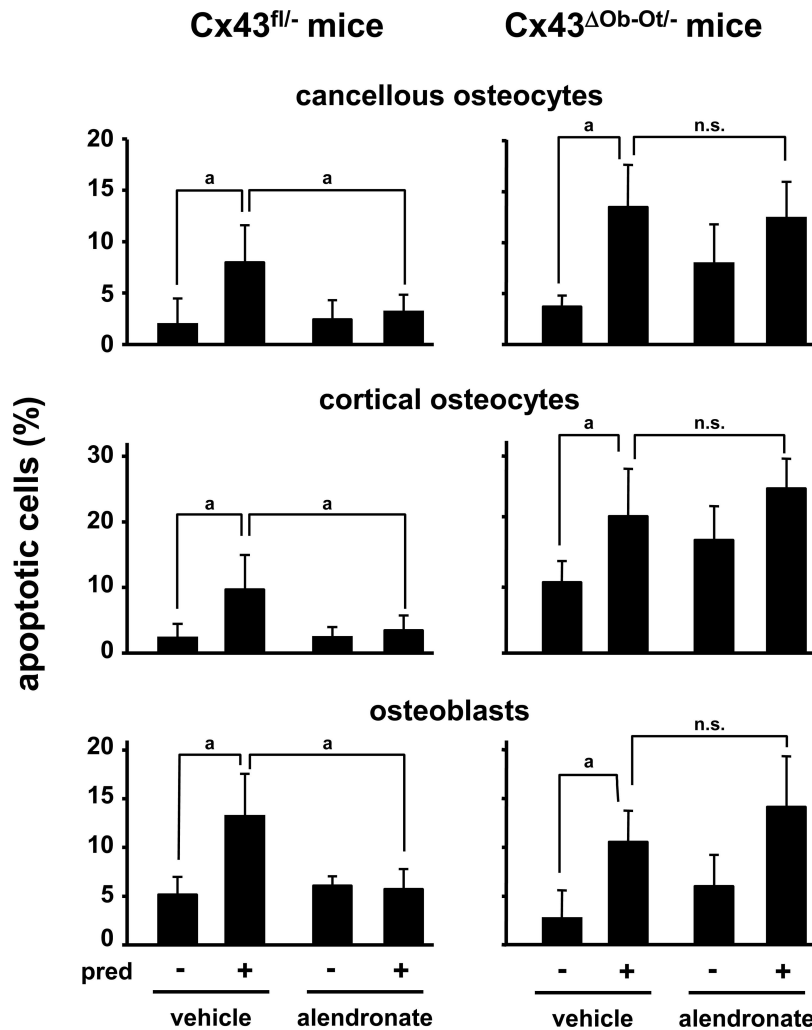 Cx43fl/- mice Cx43ΔOb-Ot/- mice
cancellous osteocytes
a a a n.s.
20
15
10
5
0
cortical osteocytes
a a a n.s.
30
20
10
0
osteoblasts
a a a n.s.
20
15
10
5
0
apoptotic cells (%)
pred - + - + - + - +
vehicle alendronate vehicle alendronate